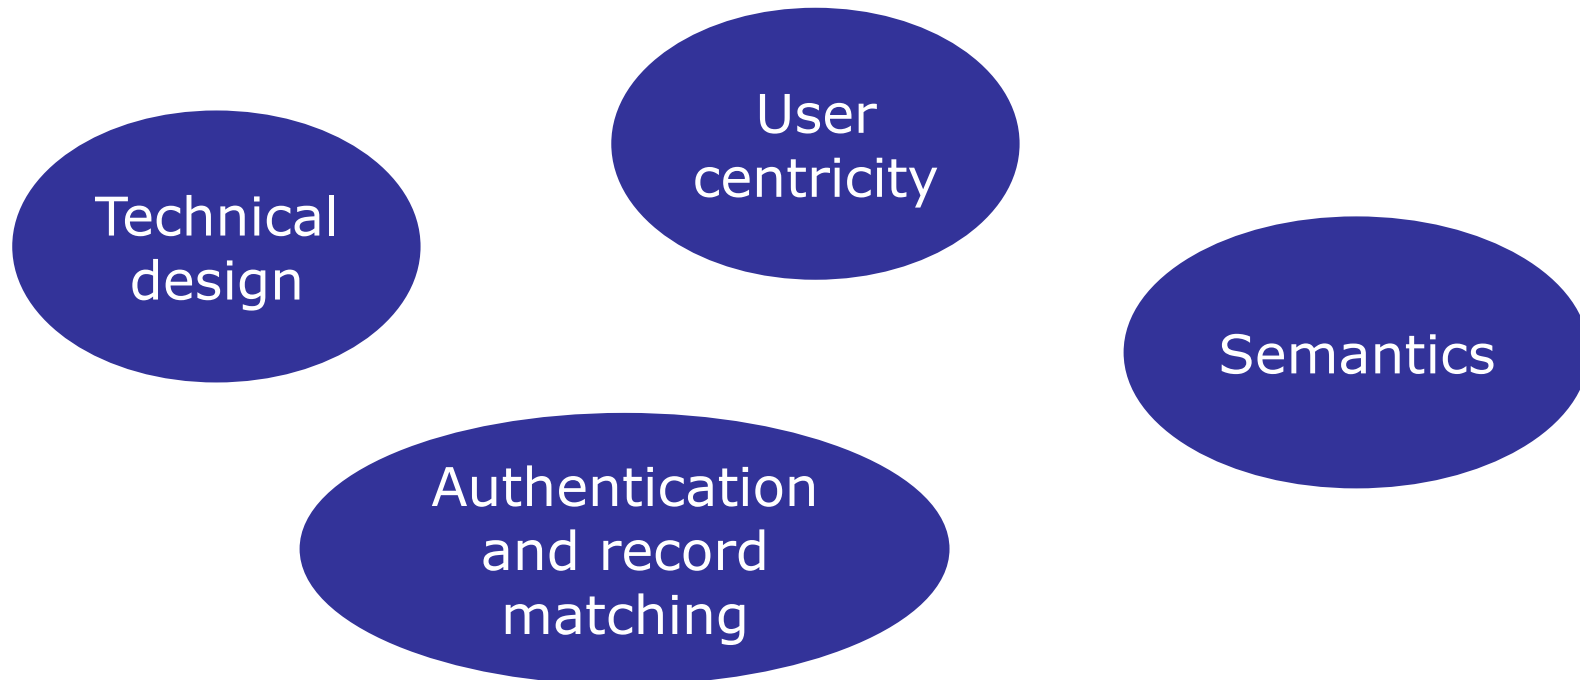 Technical
design
User
centricity
Semantics
Authentication
and record
matching